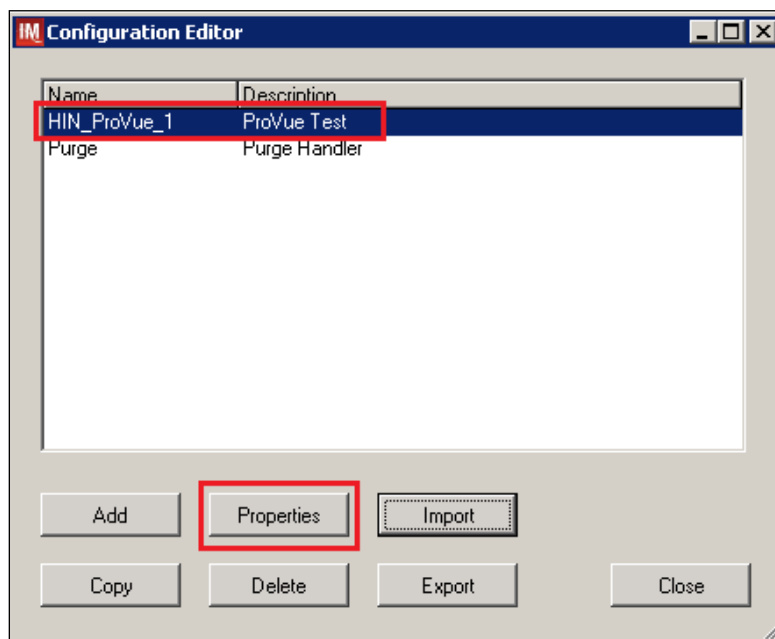 IM Configuration Editor
Name Description
HIN_ProVue_1 ProVue Test
Purge Purge Handler
Add Properties Import
Copy Delete Export Close